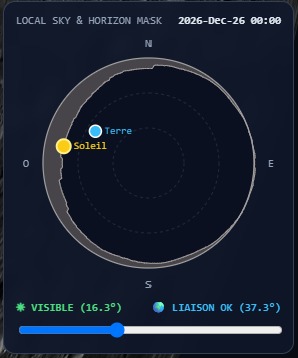 LOCAL SKY & HORIZON MASK 2026-Dec-26 00:00
N
Terre
Soleil
O E
S
VISIBLE (16.3°) LIAISON OK (37.3°)